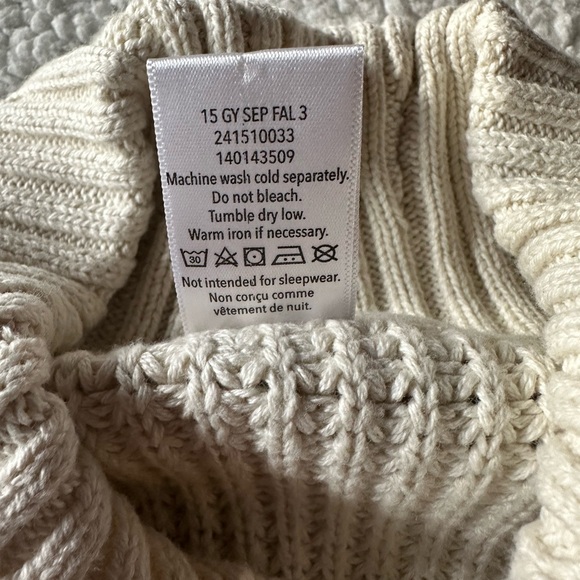 15 GY SEP FAL 3
241510033
140143509
Machine wash cold separately.
Do not bleach.
Tumble dry low.
Warm iron if necessary.
30
Not intended for sleepwear.
Non conçu comme
vêtement de nuit.